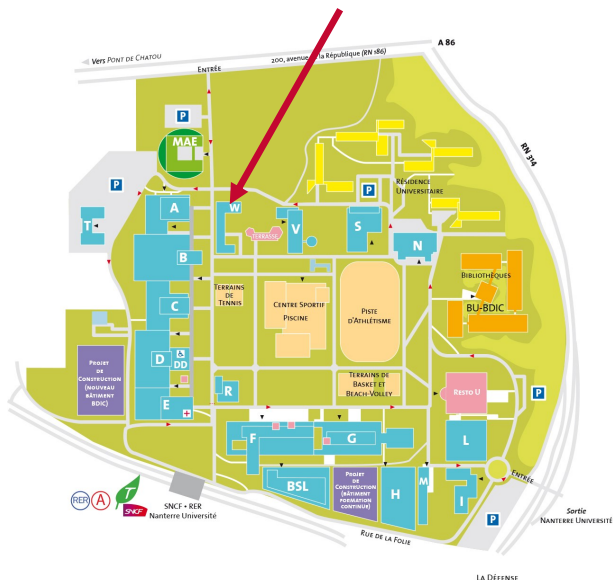 A 86
Vers PONT DE CHATOU
200, avenue de la République (RN 186)
ENTRÉE
P
MAE
RN 314
P
RÉSIDENCE
UNIVERSITAIRE
P
A
W
TERRASSE
V
S
N
T
B
BIBLIOTHÈQUES
BU-BDIC
TERRAINS
DE
TENNIS
CENTRE SPORTIF
PISCINE
PISTE
D'ATHLÉTISME
C
D
DD
PROJET
DE
CONSTRUCTION
(NOUVEAU
BÂTIMENT
BDIC)
TERRAINS DE
BASKET ET
BEACH-VOLLEY
RESTO U
P
E
R
F
G
L
BSL
PROJET
DE
CONSTRUCTION
(BÂTIMENT
FORMATION
CONTINUE)
H
M
I
ENTRÉE
RER
A
T
SNCF
SNCF + RER
Nanterre Université
P
Sortie
NANTERRE UNIVERSITÉ
RUE DE LA FOLIE
LA DÉFENSE